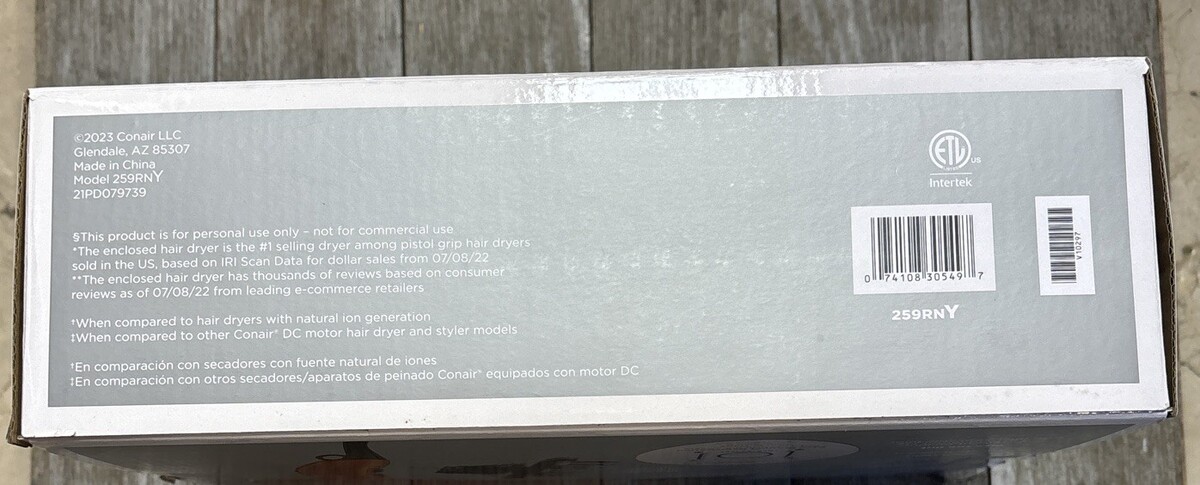 ©2023 Conair LLC
Glendale, AZ 85307
Made in China
Model 259RNY
21PD079739
§This product is for personal use only – not for commercial use
*The enclosed hair dryer is the #1 selling dryer among pistol grip hair dryers
sold in the US, based on IRI Scan Data for dollar sales from 07/08/22
**The enclosed hair dryer has thousands of reviews based on consumer
reviews as of 07/08/22 from leading e-commerce retailers
†When compared to hair dryers with natural ion generation
‡When compared to other Conair® DC motor hair dryer and styler models
†En comparación con secadores con fuente natural de iones
‡En comparación con otros secadores/aparatos de peinado Conair® equipados con motor DC
ETL US
Intertek
0 74108 30549 7
259RNY
V10297